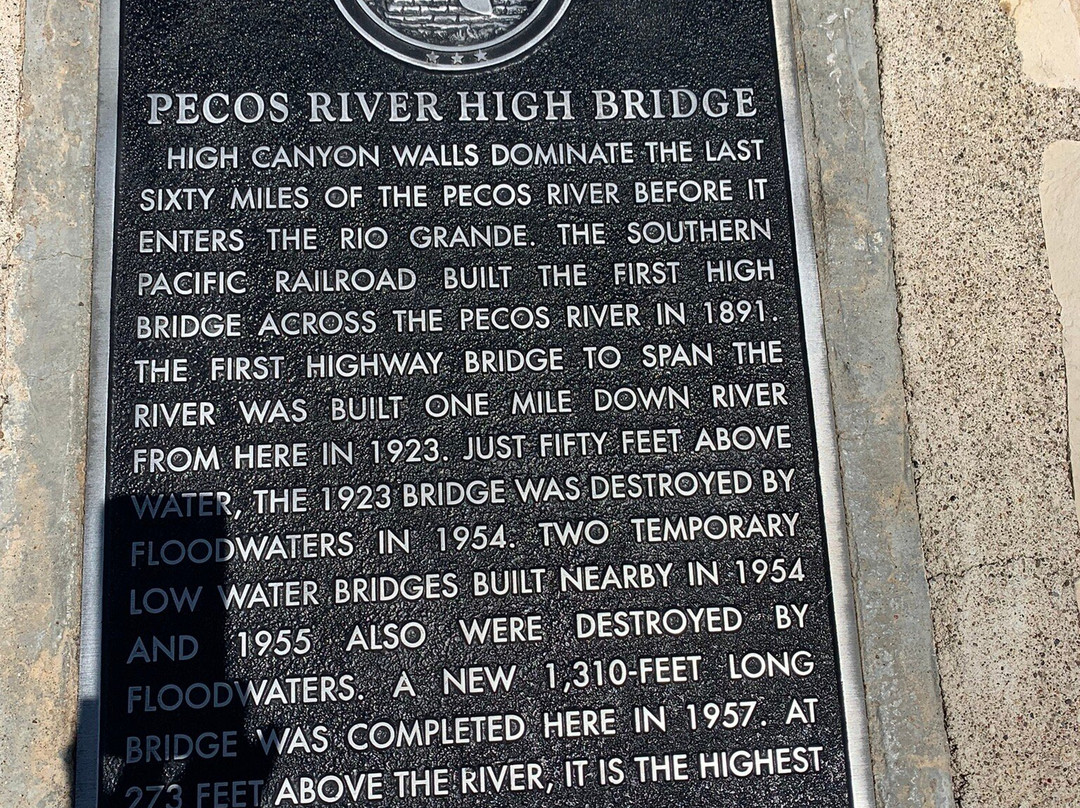 PECOS RIVER HIGH BRIDGE
HIGH CANYON WALLS DOMINATE THE LAST
SIXTY MILES OF THE PECOS RIVER BEFORE IT
ENTERS THE RIO GRANDE. THE SOUTHERN
PACIFIC RAILROAD BUILT THE FIRST HIGH
BRIDGE ACROSS THE PECOS RIVER IN 1891.
THE FIRST HIGHWAY BRIDGE TO SPAN THE
RIVER WAS BUILT ONE MILE DOWN RIVER
FROM HERE IN 1923. JUST FIFTY FEET ABOVE
WATER, THE 1923 BRIDGE WAS DESTROYED BY
FLOODWATERS IN 1954. TWO TEMPORARY
LOW WATER BRIDGES BUILT NEARBY IN 1954
AND 1955 ALSO WERE DESTROYED BY
FLOODWATERS. A NEW 1,310-FEET LONG
BRIDGE WAS COMPLETED HERE IN 1957. AT
273 FEET ABOVE THE RIVER, IT IS THE HIGHEST